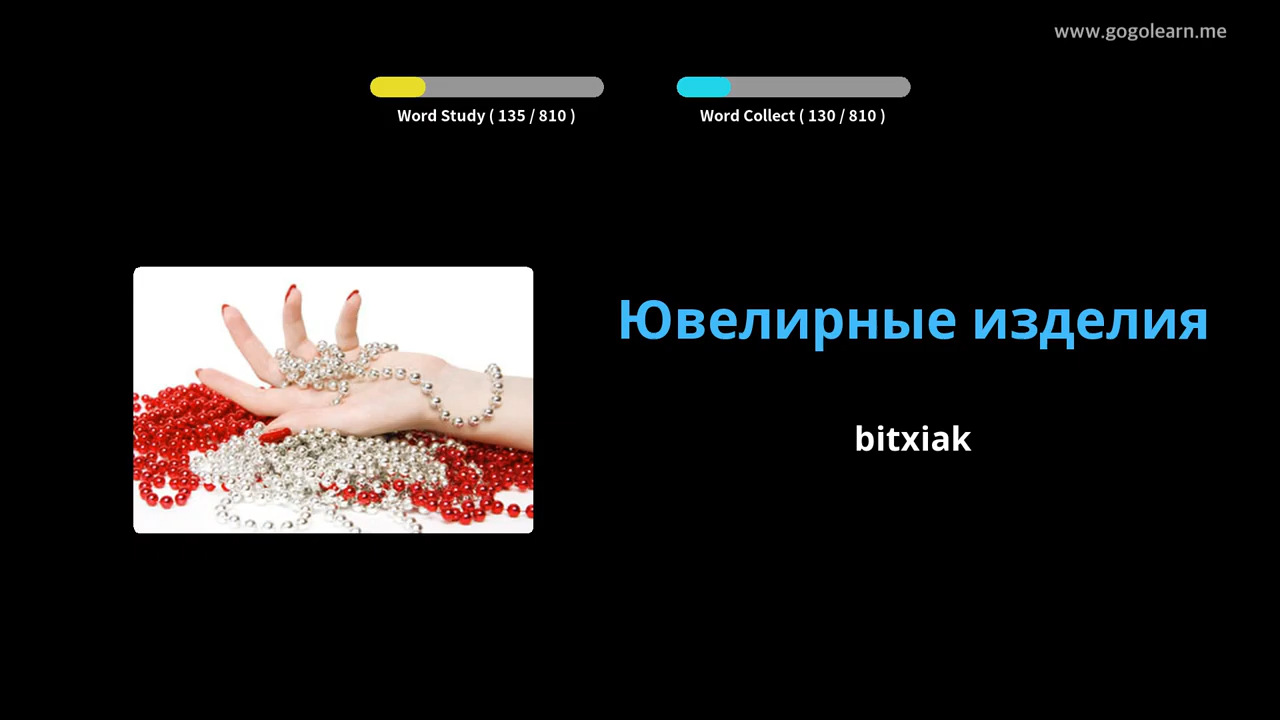 www.gogolearn.me
Word Study ( 135 / 810 )
Word Collect ( 130 / 810 )
Ювелирные изделия
bitxiak